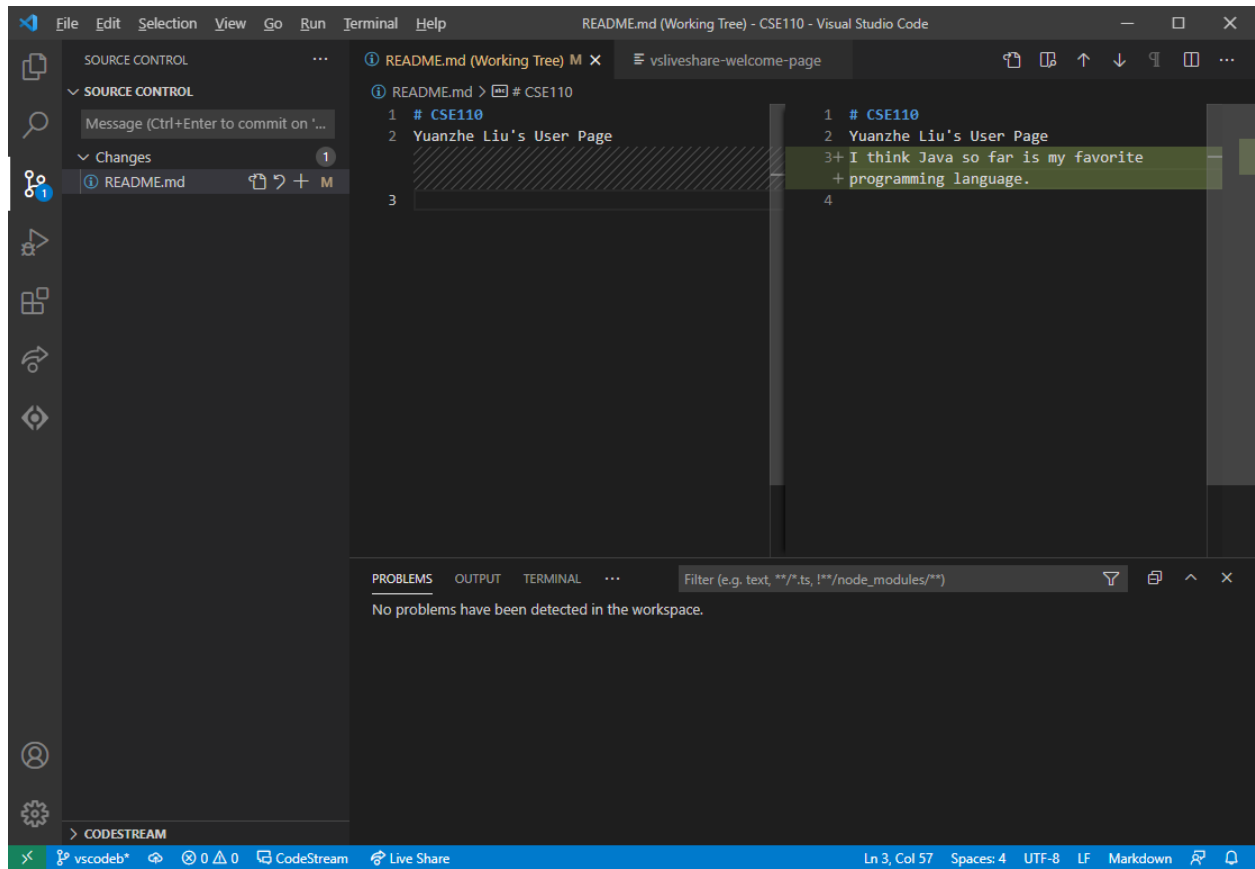 File Edit Selection View Go Run Terminal Help README.md (Working Tree) - CSE110 - Visual Studio Code
SOURCE CONTROL ...
README.md (Working Tree) M vsliveshare-welcome-page
SOURCE CONTROL
README.md > # CSE110
Message (Ctrl+Enter to commit on '...
Changes 1
README.md M
1
1 # CSE110
2 Yuanzhe Liu's User Page
3
1 # CSE110
2 Yuanzhe Liu's User Page
3+ I think Java so far is my favorite
+ programming language.
4
PROBLEMS OUTPUT TERMINAL ... Filter (e.g. text, **/*.ts, !**/node_modules/**)
No problems have been detected in the workspace.
CODESTREAM
vscodeb* 0 0 CodeStream Live Share Ln 3, Col 57 Spaces: 4 UTF-8 LF Markdown